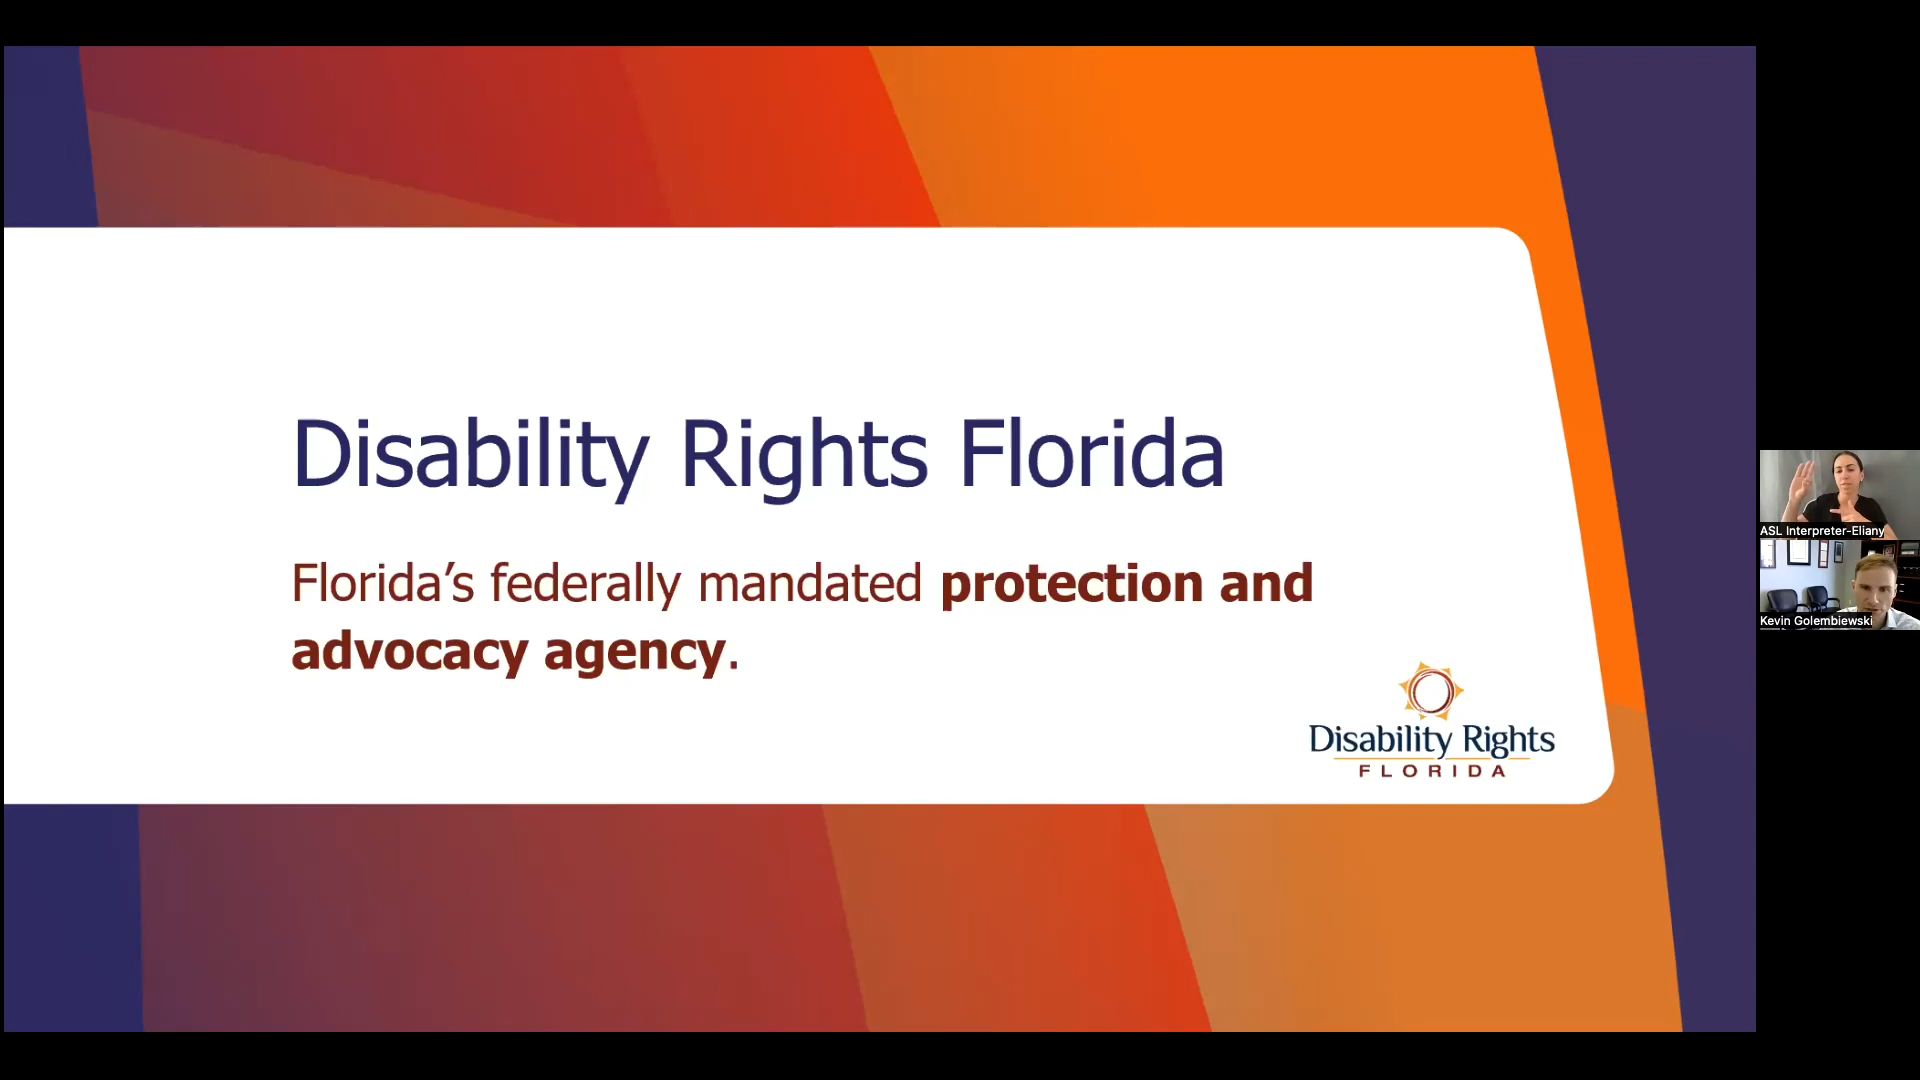 Disability Rights Florida
Florida’s federally mandated protection and
advocacy agency.
Disability Rights
FLORIDA
ASL Interpreter-Eliany
Kevin Golembiewski